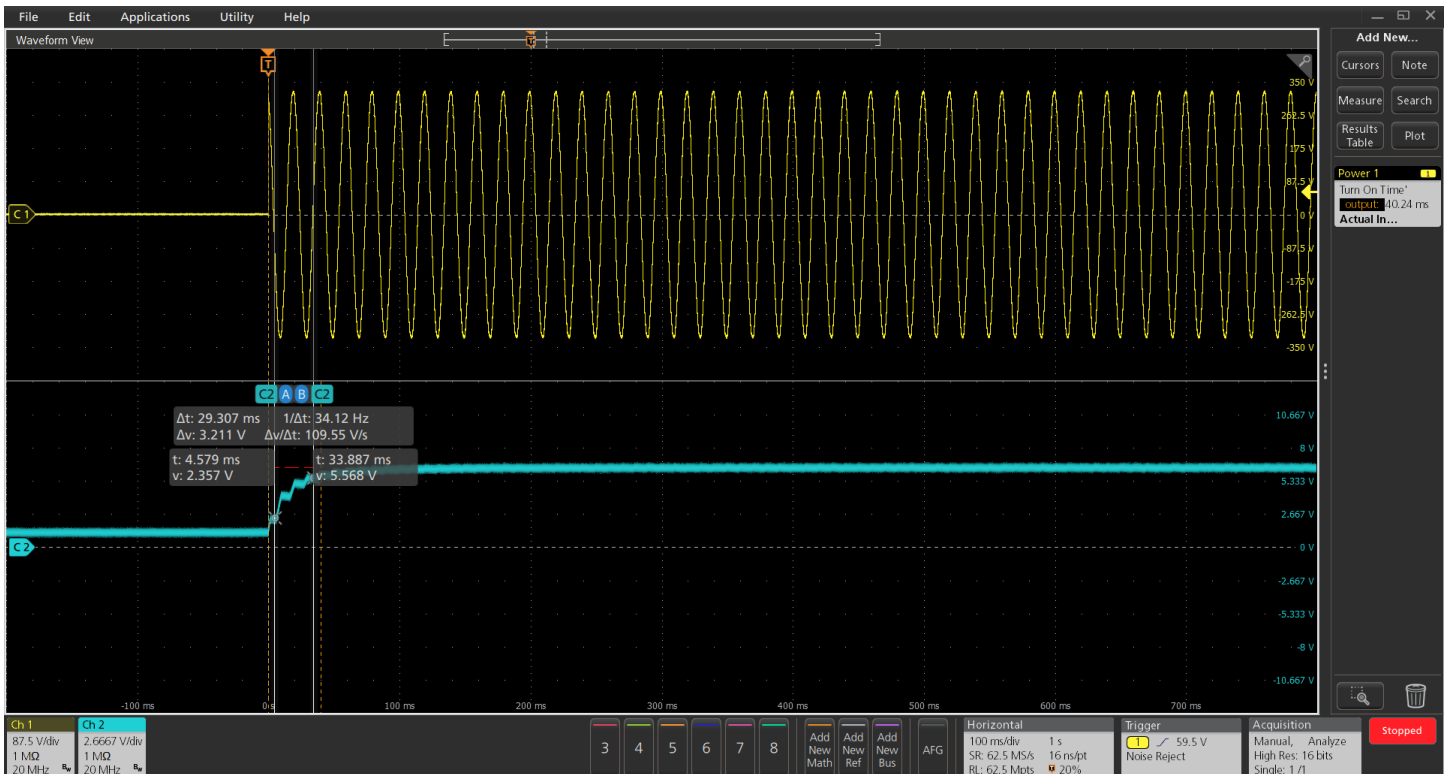 File Edit Applications Utility Help
Waveform View
Add New...
Cursors Note
Measure Search
Results Table Plot
Power 1 1
Turn On Time'
output: 40.24 ms
Actual In...
T
T
350 V
262.5 V
175 V
87.5 V
C 1
0 V
-87.5 V
-175 V
-262.5 V
-350 V
C2 A B C2
Δt: 29.307 ms 1/Δt: 34.12 Hz
Δv: 3.211 V Δv/Δt: 109.55 V/s
t: 4.579 ms
v: 2.357 V
t: 33.887 ms
v: 5.568 V
10.667 V
8 V
5.333 V
2.667 V
C 2
0 V
-2.667 V
-5.333 V
-8 V
-10.667 V
-100 ms 0 s 100 ms 200 ms 300 ms 400 ms 500 ms 600 ms 700 ms
Ch 1
87.5 V/div
1 MΩ
20 MHz Bw
Ch 2
2.6667 V/div
1 MΩ
20 MHz Bw
3 4 5 6 7 8
Add New Math
Add New Ref
Add New Bus
AFG
Horizontal
100 ms/div 1 s
SR: 62.5 MS/s 16 ns/pt
RL: 62.5 Mpts 20%
Trigger
1 59.5 V
Noise Reject
Acquisition
Manual, Analyze
High Res: 16 bits
Single: 1 /1
Stopped